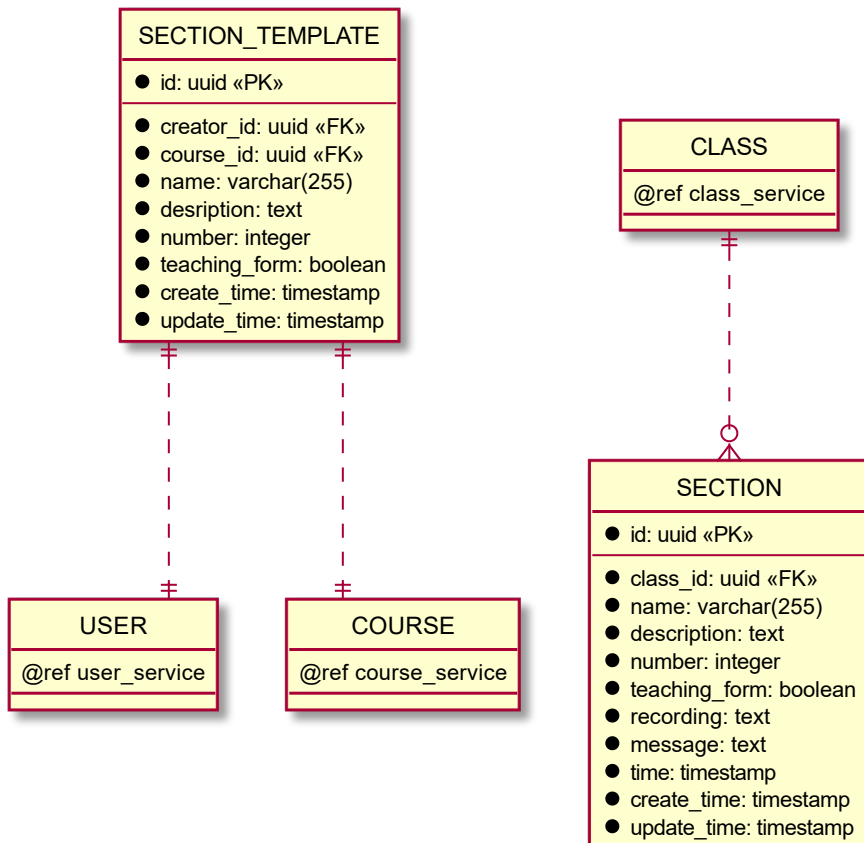 SECTION_TEMPLATE
id: uuid «PK»
creator_id: uuid «FK»
course_id: uuid «FK»
name: varchar(255)
desription: text
number: integer
teaching_form: boolean
create_time: timestamp
update_time: timestamp
CLASS
@ref class_service
USER
@ref user_service
COURSE
@ref course_service
SECTION
id: uuid «PK»
class_id: uuid «FK»
name: varchar(255)
description: text
number: integer
teaching_form: boolean
recording: text
message: text
time: timestamp
create_time: timestamp
update_time: timestamp